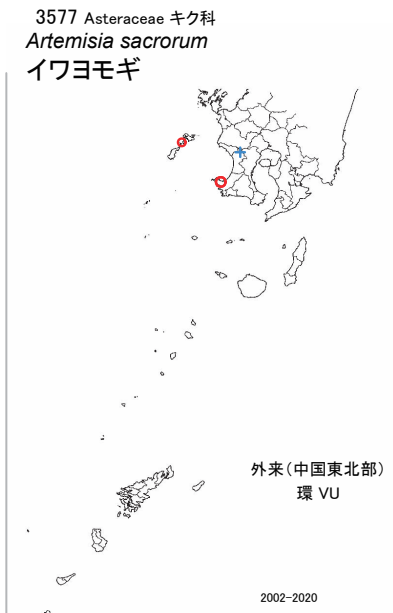 3577 Asteraceae キク科
Artemisia sacrorum
イワヨモギ
外来(中国東北部)
環 VU
2002-2020